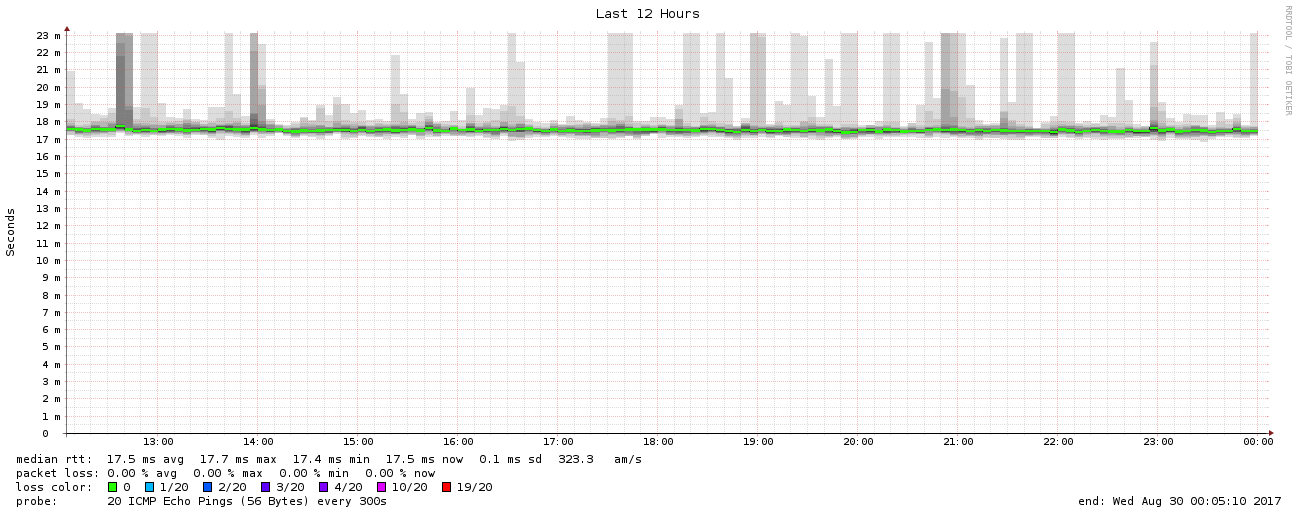 Last 12 Hours
RRDTOOL / TOBI OETIKER
Seconds
23 m
22 m
21 m
20 m
19 m
18 m
17 m
16 m
15 m
14 m
13 m
12 m
11 m
10 m
9 m
8 m
7 m
6 m
5 m
4 m
3 m
2 m
1 m
0
13:00 14:00 15:00 16:00 17:00 18:00 19:00 20:00 21:00 22:00 23:00 00:00
median rtt: 17.5 ms avg 17.7 ms max 17.4 ms min 17.5 ms now 0.1 ms sd 323.3 am/s
packet loss: 0.00 % avg 0.00 % max 0.00 % min 0.00 % now
loss color: 0 1/20 2/20 3/20 4/20 10/20 19/20
probe: 20 ICMP Echo Pings (56 Bytes) every 300s end: Wed Aug 30 00:05:10 2017